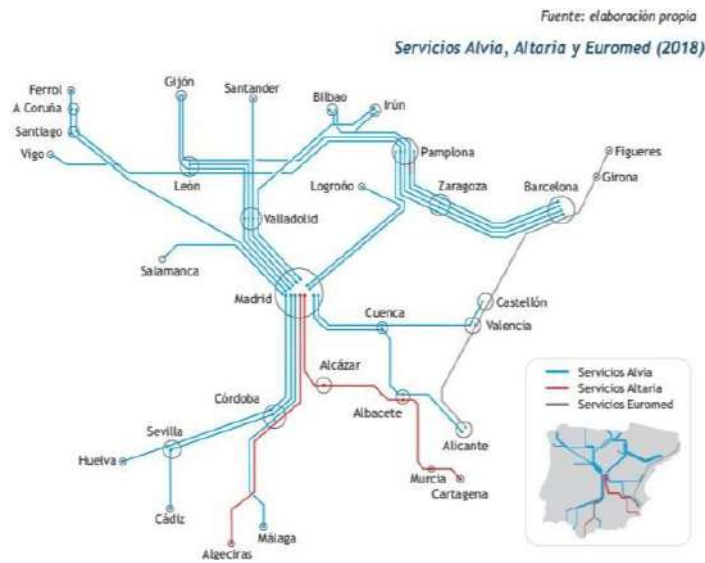 Fuente: elaboración propia
Servicios Alvia, Altaria y Euromed (2018)
Ferrol
A Coruña
Santiago
Vigo
Gijón
Santander
Bilbao
Irún
León
Pamplona
Figueres
Logroño
Zaragoza
Barcelona
Girona
Valladolid
Salamanca
Madrid
Castellón
Cuenca
Valencia
Alcázar
Servicios Alvia
Servicios Altaria
Servicios Euromed
Córdoba
Albacete
Sevilla
Alicante
Huelva
Murcia
Cartagena
Cádiz
Málaga
Algeciras